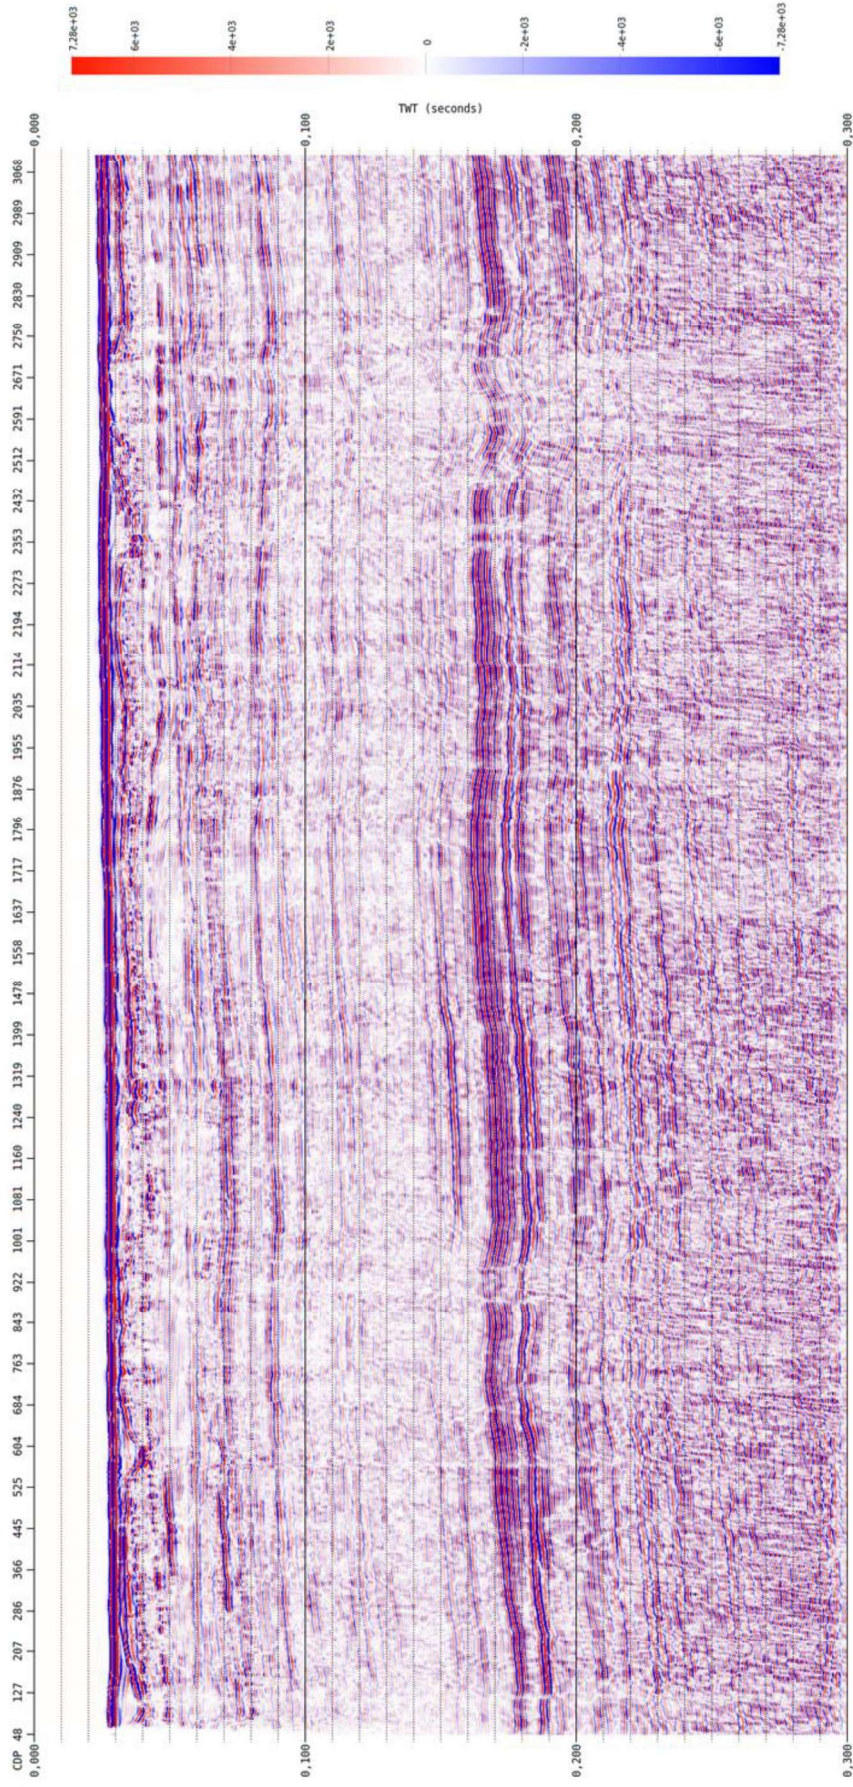 7.28e+03
6e+03
4e+03
2e+03
0
-2e+03
-4e+03
-6e+03
-7.28e+03
TWT (seconds)
0,000
0,100
0,200
0,300
CDP 48 127 207 286 366 445 525 604 684 763 843 922 1001 1081 1160 1240 1319 1399 1478 1558 1637 1717 1796 1876 1955 2035 2114 2194 2273 2353 2432 2512 2591 2671 2750 2830 2909 2989 3068
0,000
0,100
0,200
0,300